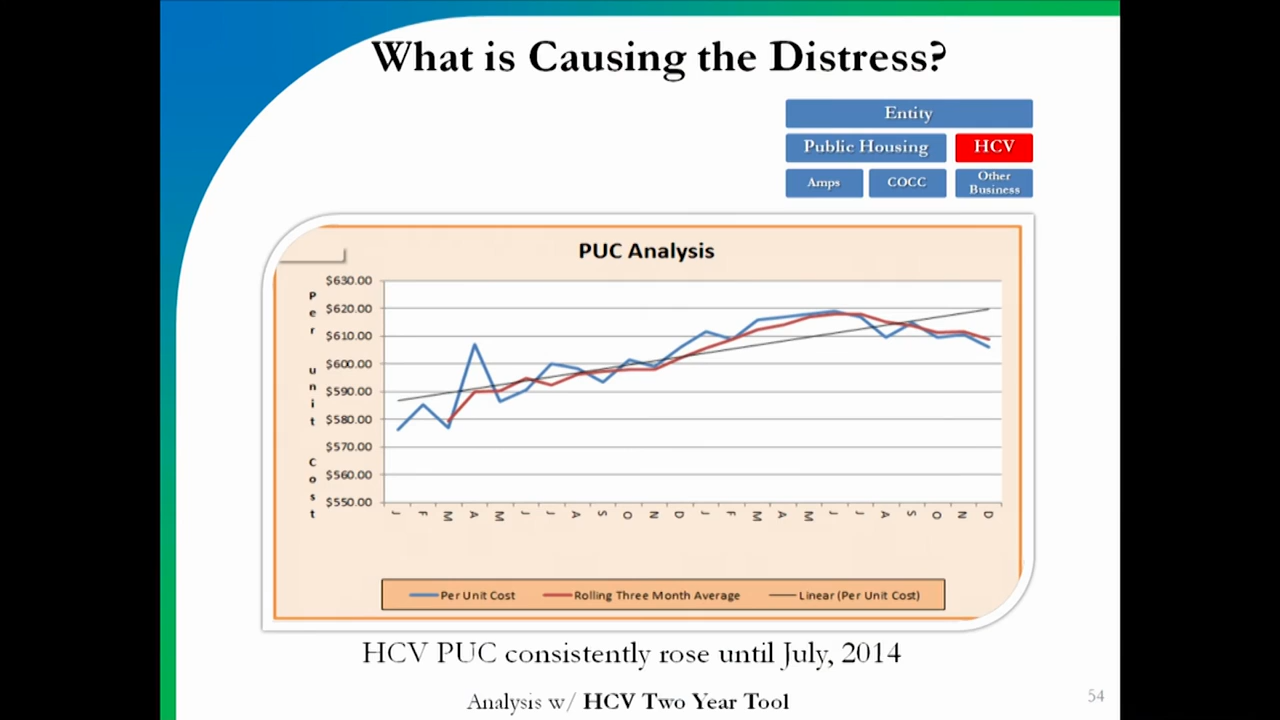 What is Causing the Distress?
Entity
Public Housing
HCV
Amps
COCC
Other
Business
PUC Analysis
Per unit Cost
$630.00
$620.00
$610.00
$600.00
$590.00
$580.00
$570.00
$560.00
$550.00
J F M A M J J A S O N D J F M A M J J A S O N D
Per Unit Cost
Rolling Three Month Average
Linear (Per Unit Cost)
HCV PUC consistently rose until July, 2014
Analysis w/ HCV Two Year Tool
54